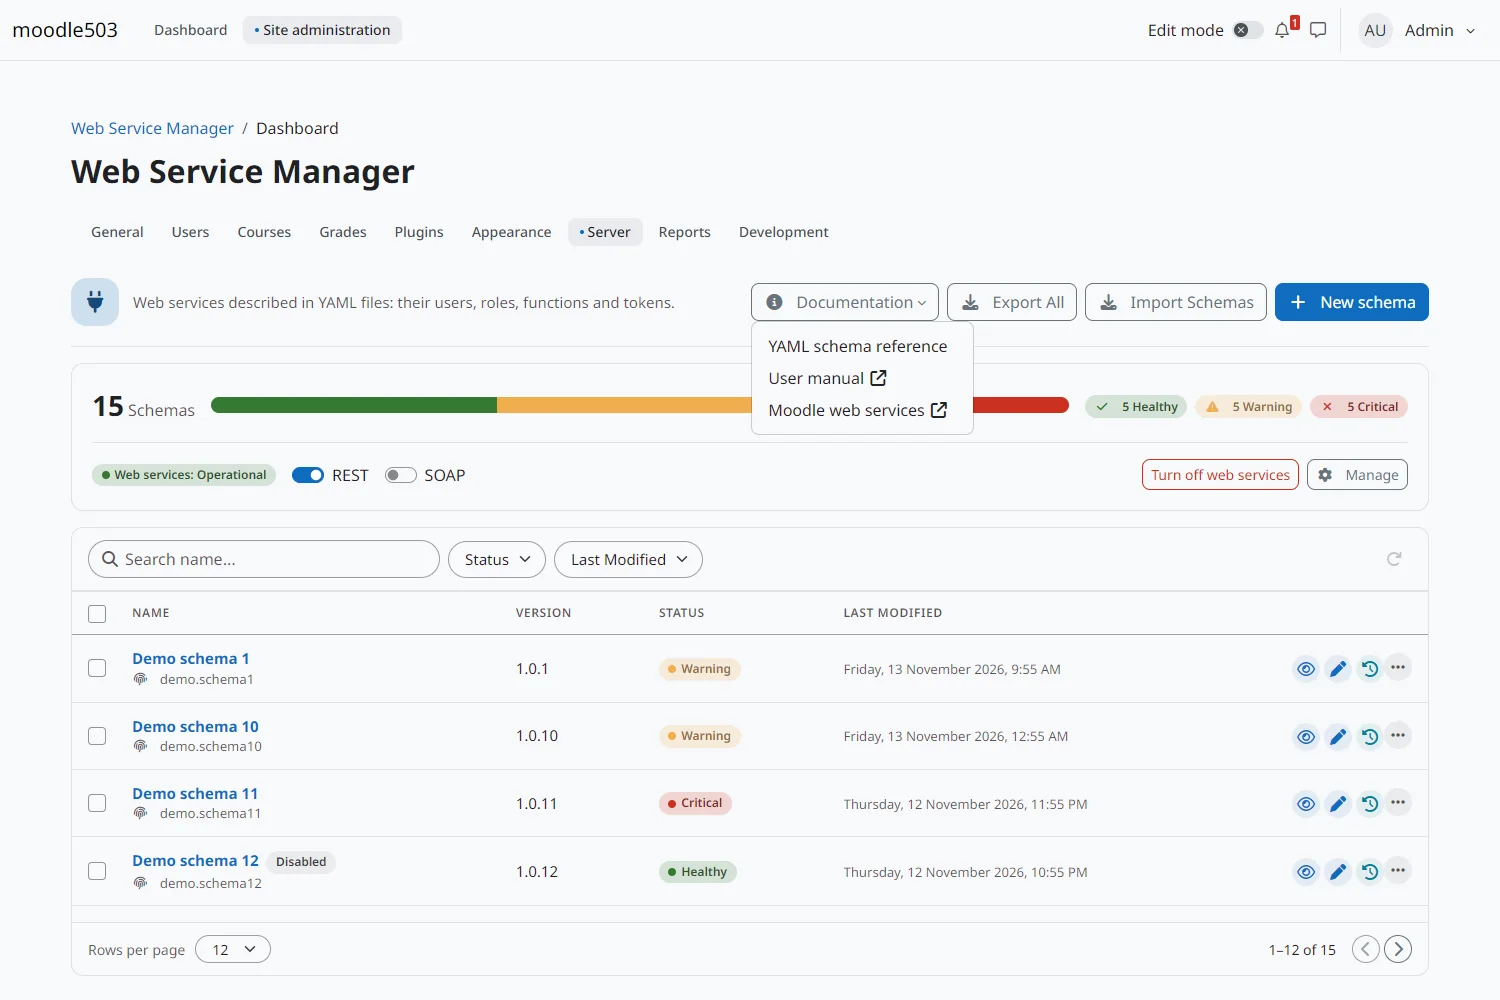 moodle503
Dashboard
Site administration
Edit mode
1
AU
Admin
Web Service Manager / Dashboard
Web Service Manager
General
Users
Courses
Grades
Plugins
Appearance
Server
Reports
Development
Web services described in YAML files: their users, roles, functions and tokens.
Documentation
Export All
Import Schemas
New schema
YAML schema reference
User manual
Moodle web services
15 Schemas
5 Healthy
5 Warning
5 Critical
Web services: Operational
REST
SOAP
Turn off web services
Manage
Search name...
Status
Last Modified
NAME
VERSION
STATUS
LAST MODIFIED
Demo schema 1
demo.schema1
1.0.1
Warning
Friday, 13 November 2026, 9:55 AM
Demo schema 10
demo.schema10
1.0.10
Warning
Friday, 13 November 2026, 12:55 AM
Demo schema 11
demo.schema11
1.0.11
Critical
Thursday, 12 November 2026, 11:55 PM
Demo schema 12
Disabled
demo.schema12
1.0.12
Healthy
Thursday, 12 November 2026, 10:55 PM
Rows per page
12
1–12 of 15